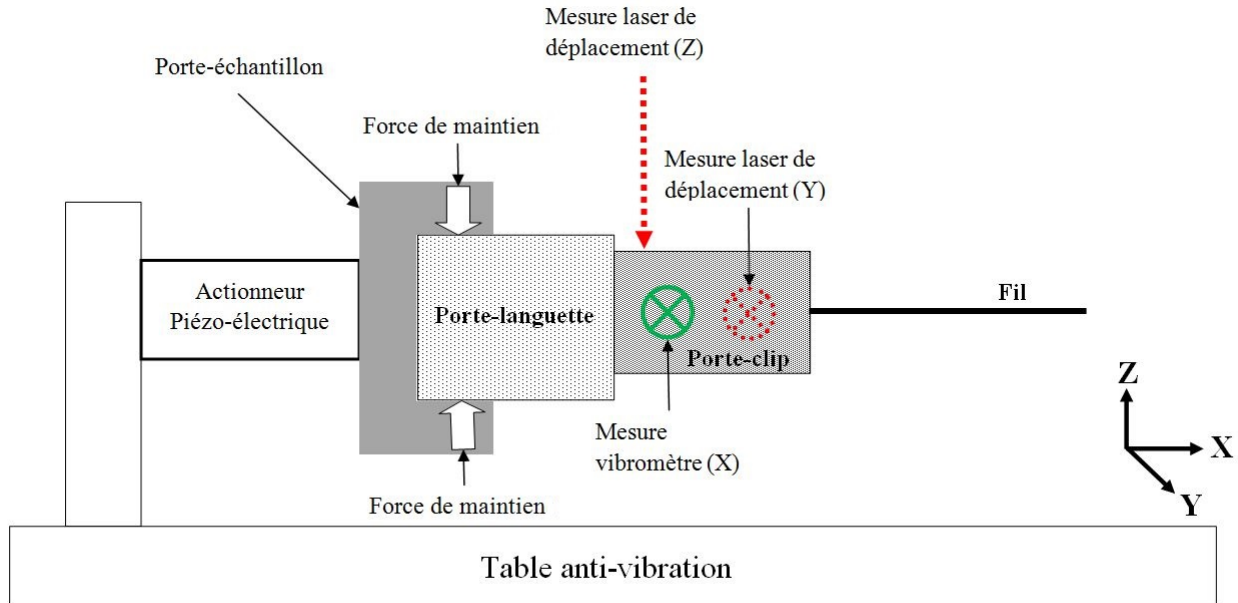 Mesure laser de
déplacement (Z)
Porte-échantillon
Force de maintien
Mesure laser de
déplacement (Y)
Actionneur
Piézo-électrique
Porte-languette
Fil
Porte-clip
Z
X
Y
Mesure
vibromètre (X)
Force de maintien
Table anti-vibration